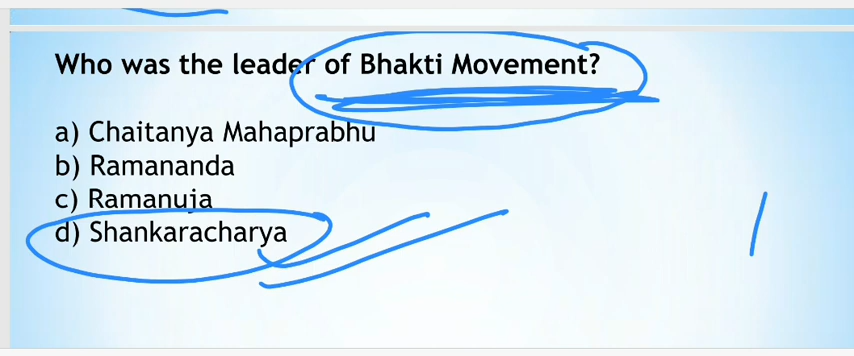 Who was the leader of Bhakti Movement?
a) Chaitanya Mahaprabhu
b) Ramananda
c) Ramanuja
d) Shankaracharya